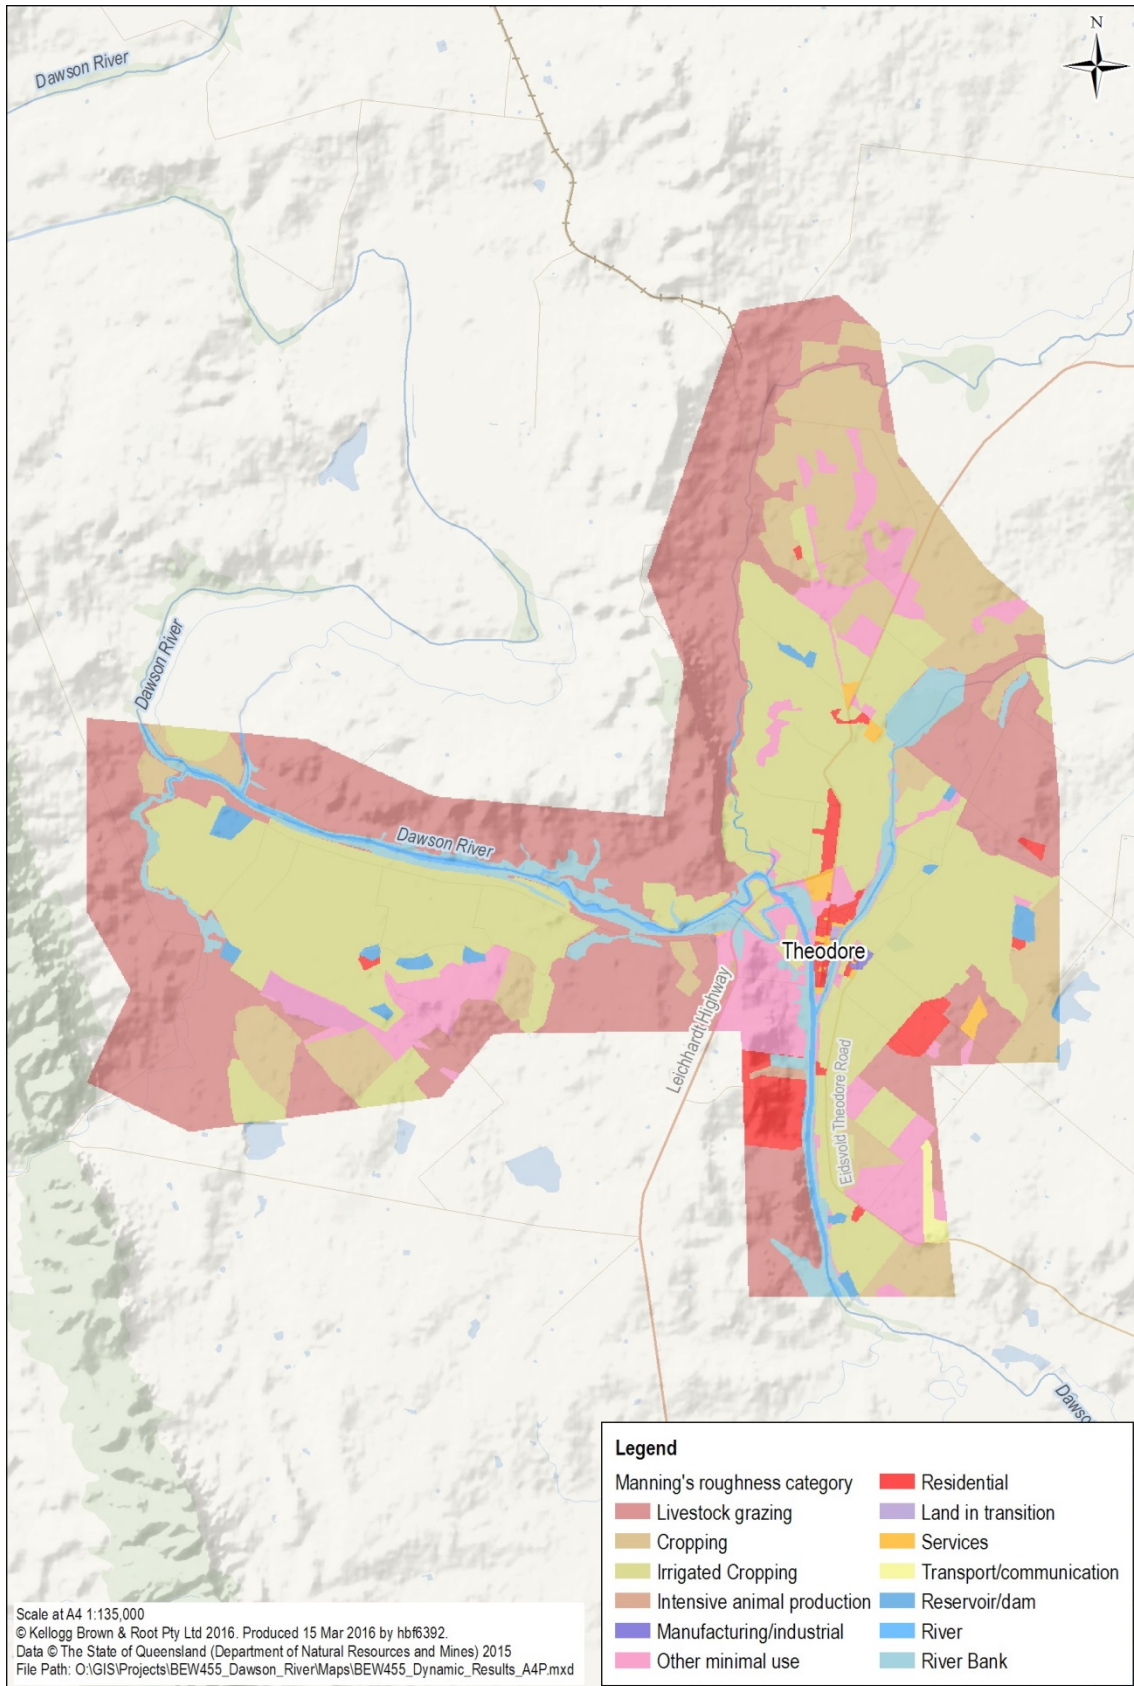 N
Dawson River
Dawson River
Dawson River
Theodore
Leichhardt Highway
Eidsvold Theodore Road
Dawso
Legend
Manning's roughness category
Livestock grazing
Cropping
Irrigated Cropping
Intensive animal production
Manufacturing/industrial
Other minimal use
Residential
Land in transition
Services
Transport/communication
Reservoir/dam
River
River Bank
Scale at A4 1:135,000
© Kellogg Brown & Root Pty Ltd 2016. Produced 15 Mar 2016 by hbf6392.
Data © The State of Queensland (Department of Natural Resources and Mines) 2015
File Path: O:\GIS\Projects\BEW455_Dawson_River\Maps\BEW455_Dynamic_Results_A4P.mxd